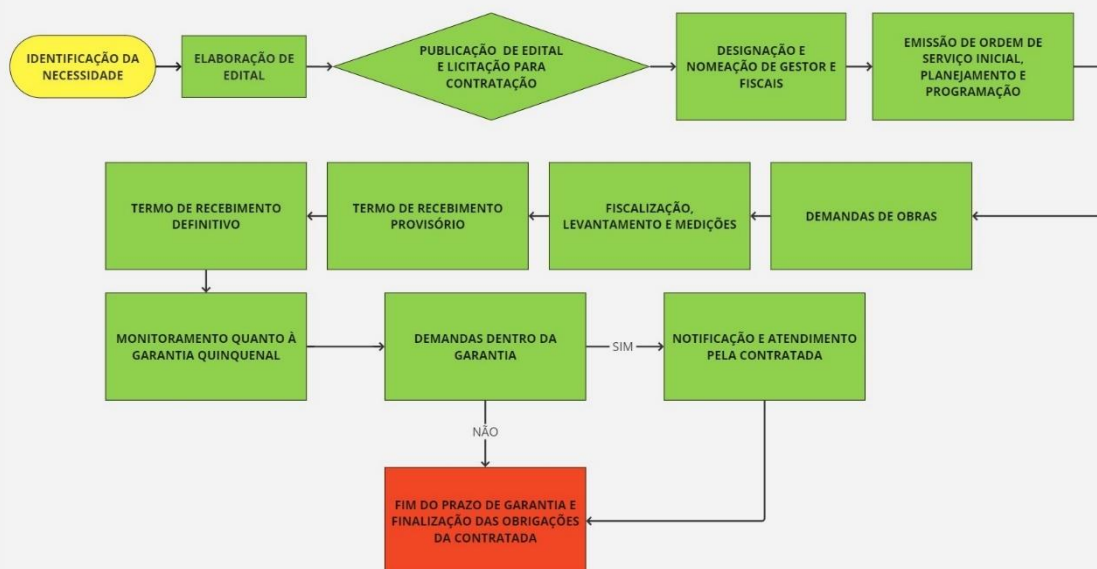 IDENTIFICAÇÃO DA
NECESSIDADE
ELABORAÇÃO DE
EDITAL
PUBLICAÇÃO DE EDITAL
E LICITAÇÃO PARA
CONTRATAÇÃO
DESIGNAÇÃO E
NOMEAÇÃO DE GESTOR E
FISCAIS
EMISSÃO DE ORDEM DE
SERVIÇO INICIAL,
PLANEJAMENTO E
PROGRAMAÇÃO
DEMANDAS DE OBRAS
FISCALIZAÇÃO,
LEVANTAMENTO E MEDIÇÕES
TERMO DE RECEBIMENTO
PROVISÓRIO
TERMO DE RECEBIMENTO
DEFINITIVO
MONITORAMENTO QUANTO À
GARANTIA QUINQUENAL
DEMANDAS DENTRO DA
GARANTIA
SIM
NOTIFICAÇÃO E ATENDIMENTO
PELA CONTRATADA
NÃO
FIM DO PRAZO DE GARANTIA E
FINALIZAÇÃO DAS OBRIGAÇÕES
DA CONTRATADA